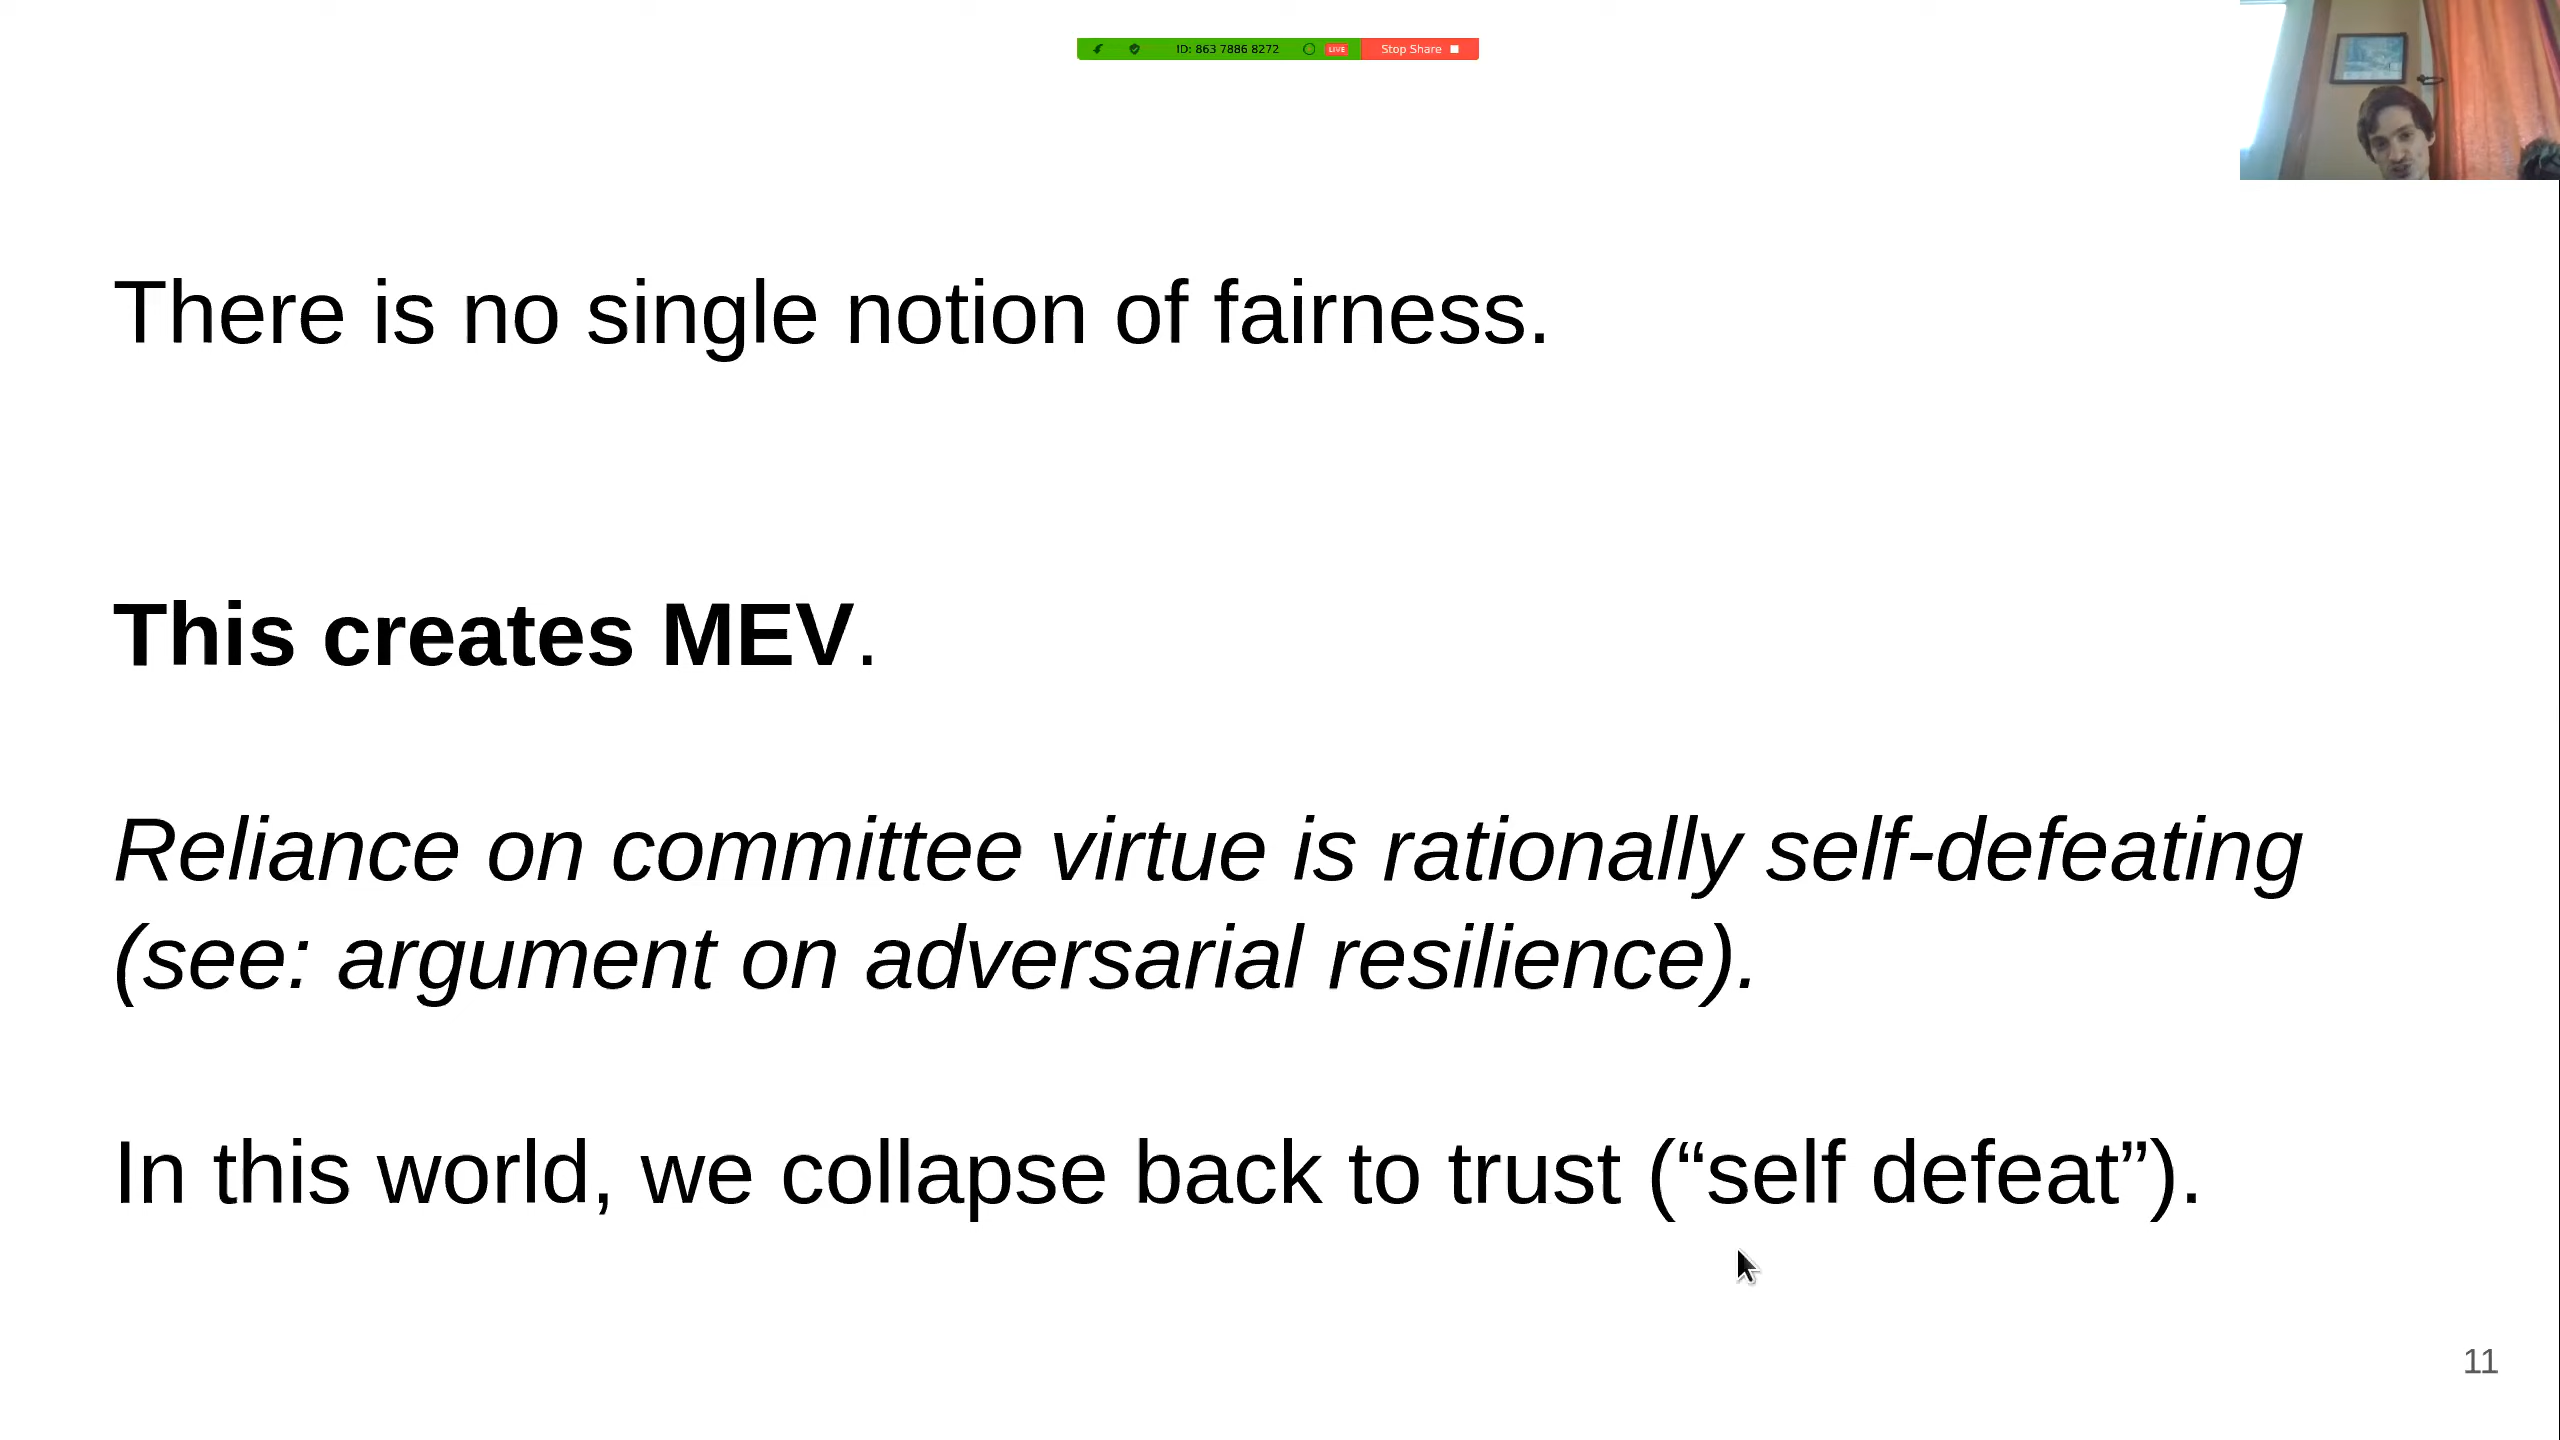 ID: 863 7886 8272 LIVE Stop Share
There is no single notion of fairness.
This creates MEV.
Reliance on committee virtue is rationally self-defeating
(see: argument on adversarial resilience).
In this world, we collapse back to trust (“self defeat”).
11